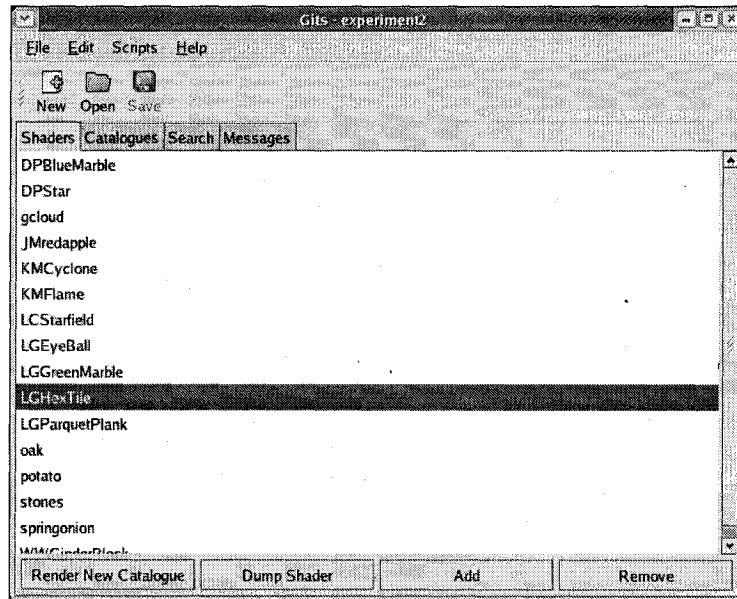 Gits - experiment2
File Edit Scripts Help
New Open Save
Shaders Catalogues Search Messages
DPBlueMarble
DPStar
gcloud
JMredapple
KMCyclone
KMFlame
LCStarfield
LGEyeBall
LGGreenMarble
LGHexTile
LGParquetPlank
oak
potato
stones
springonion
Render New Catalogue Dump Shader Add Remove